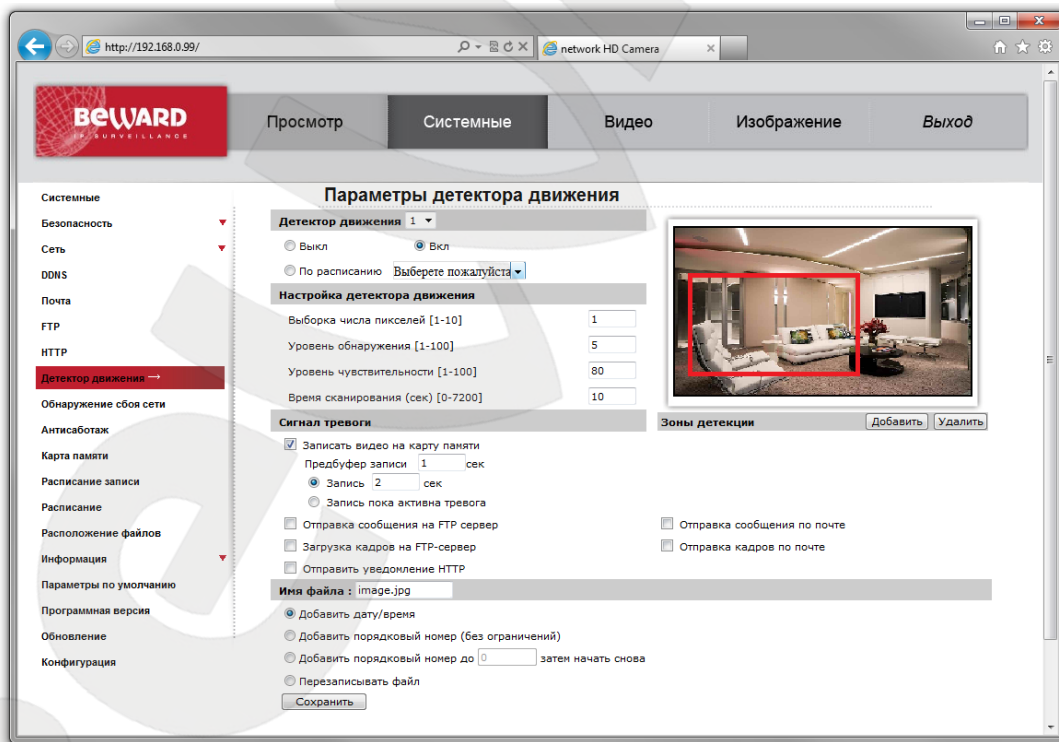 http://192.168.0.99/
network HD Camera
BEWARD
IP SURVEILLANCE
Просмотр Системные Видео Изображение Выход
Системные
Безопасность
Сеть
DDNS
Почта
FTP
HTTP
Детектор движения →
Обнаружение сбоя сети
Антисаботаж
Карта памяти
Расписание записи
Расписание
Расположение файлов
Информация
Параметры по умолчанию
Программная версия
Обновление
Конфигурация
Параметры детектора движения
Детектор движения 1
Выкл Вкл
По расписанию Выберете пожалуйста
Настройка детектора движения
Выборка числа пикселей [1-10] 1
Уровень обнаружения [1-100] 5
Уровень чувствительности [1-100] 80
Время сканирования (сек) [0-7200] 10
Сигнал тревоги
Зоны детекции Добавить Удалить
Записать видео на карту памяти
Предбуфер записи 1 сек
Запись 2 сек
Запись пока активна тревога
Отправка сообщения на FTP сервер Отправка сообщения по почте
Загрузка кадров на FTP-сервер Отправка кадров по почте
Отправить уведомление HTTP
Имя файла : image.jpg
Добавить дату/время
Добавить порядковый номер (без ограничений)
Добавить порядковый номер до 0 затем начать снова
Перезаписывать файл
Сохранить